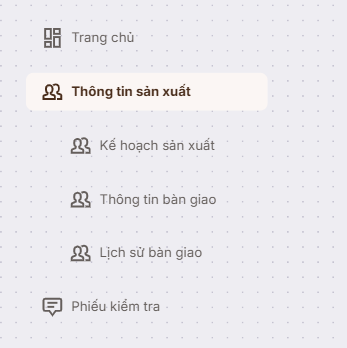 Trang chủ
Thông tin sản xuất
Kế hoạch sản xuất
Thông tin bàn giao
Lịch sử bàn giao
Phiếu kiểm tra